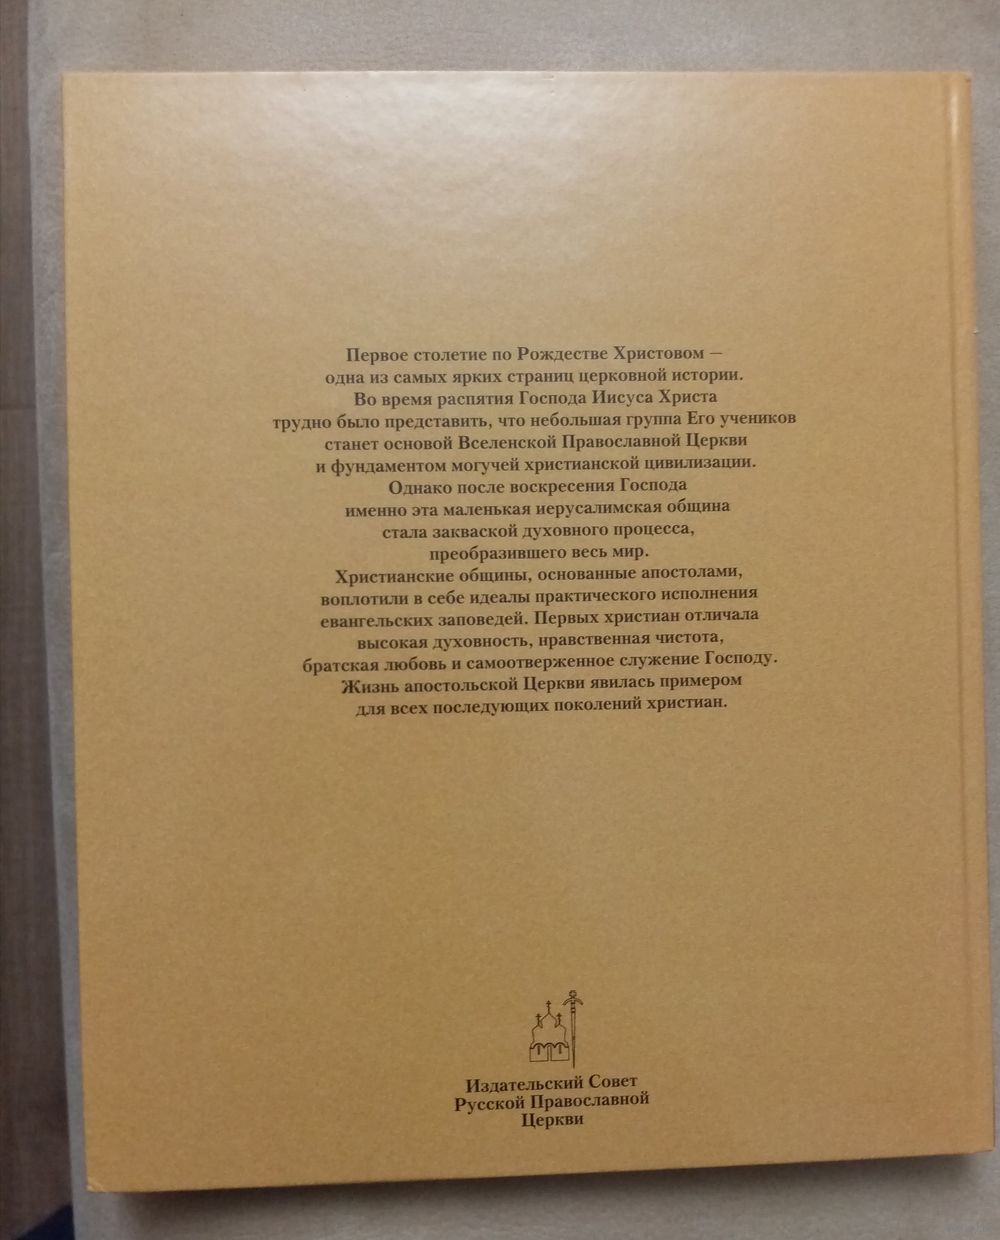 Первое столетие по Рождестве Христовом —
одна из самых ярких страниц церковной истории.
Во время распятия Господа Иисуса Христа
трудно было представить, что небольшая группа Его учеников
станет основой Вселенской Православной Церкви
и фундаментом могучей христианской цивилизации.
Однако после воскресения Господа
именно эта маленькая иерусалимская община
стала закваской духовного процесса,
преобразившего весь мир.
Христианские общины, основанные апостолами,
воплотили в себе идеалы практического исполнения
евангельских заповедей. Первых христиан отличала
высокая духовность, нравственная чистота,
братская любовь и самоотверженное служение Господу.
Жизнь апостольской Церкви явилась примером
для всех последующих поколений христиан.
Издательский Совет
Русской Православной
Церкви